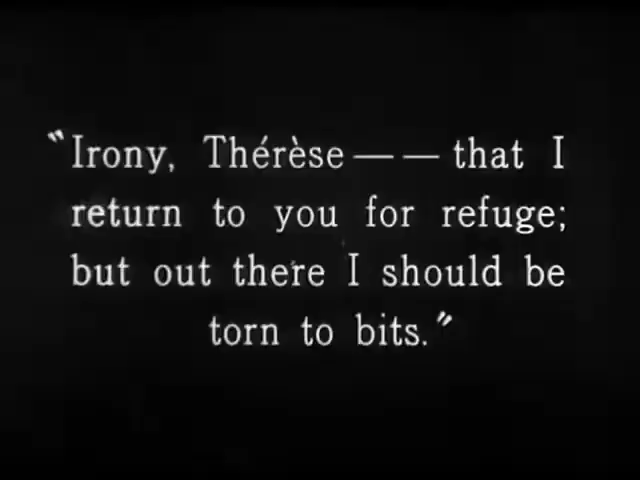 "Irony, Thérèse — — that I
return to you for refuge;
but out there I should be
torn to bits."